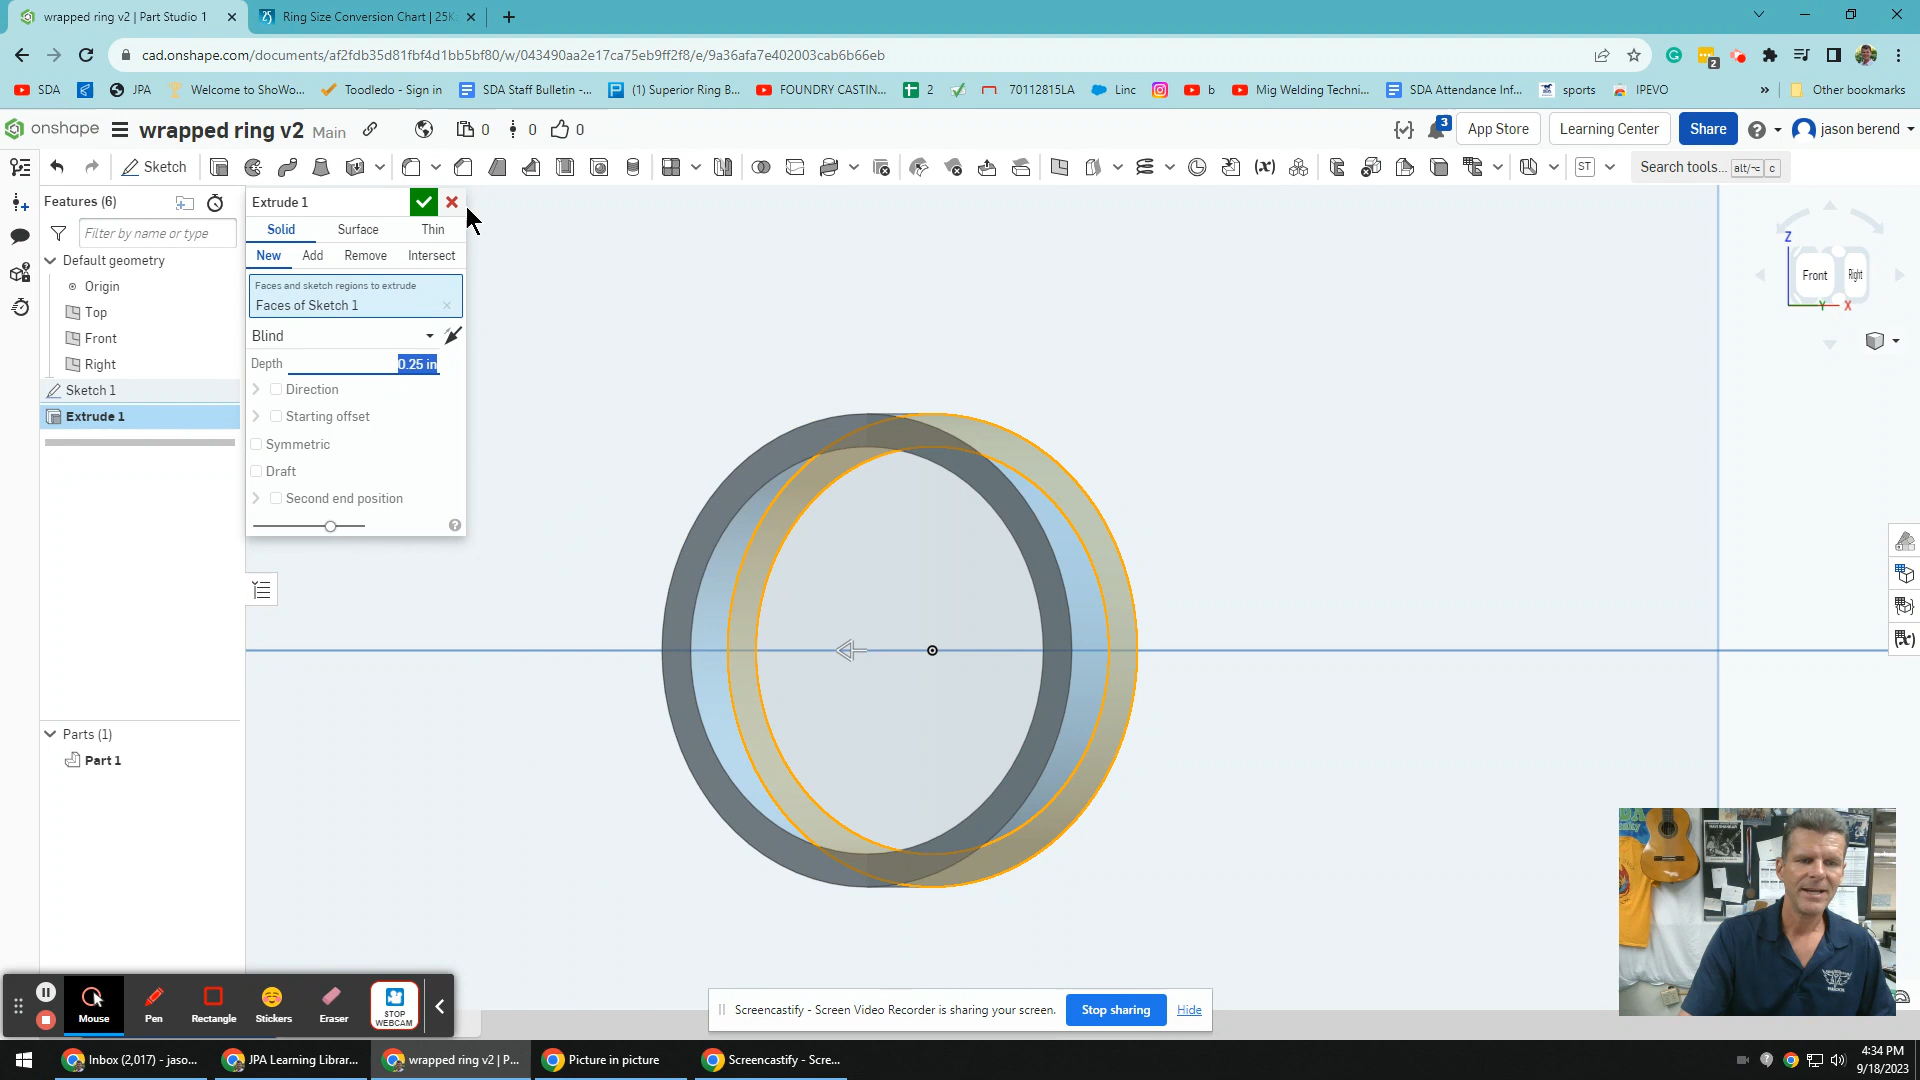 wrapped ring v2 | Part Studio 1
Ring Size Conversion Chart | 25K
cad.onshape.com/documents/af2fdb35d81fbf4d1bb5bf80/w/043490aa2e17ca75eb9ff2f8/e/9a36afa7e402003cab6b66eb
2
SDA
JPA
Welcome to ShoWo...
Toodledo - Sign in
SDA Staff Bulletin -...
(1) Superior Ring B...
FOUNDRY CASTIN...
2
70112815LA
Linc
b
Mig Welding Techni...
SDA Attendance Inf...
sports
IPEVO
»
Other bookmarks
onshape
wrapped ring v2 Main
0
0
0
3
App Store
Learning Center
Share
jason berend
Sketch
(x)
ST
Search tools... alt/⌥ c
Features (6)
Filter by name or type
Default geometry
Origin
Top
Front
Right
Sketch 1
Extrude 1
Extrude 1
Solid Surface Thin
New Add Remove Intersect
Faces and sketch regions to extrude
Faces of Sketch 1
Blind
Depth 0.25 in
Direction
Starting offset
Symmetric
Draft
Second end position
Z
Front
Right
Y
X
Parts (1)
Part 1
Mouse
Pen
Rectangle
Stickers
Eraser
STOP
WEBCAM
Screencastify - Screen Video Recorder is sharing your screen.
Stop sharing
Hide
Inbox (2,017) - jaso...
JPA Learning Librar...
wrapped ring v2 | P...
Picture in picture
Screencastify - Scre...
4:34 PM
9/18/2023